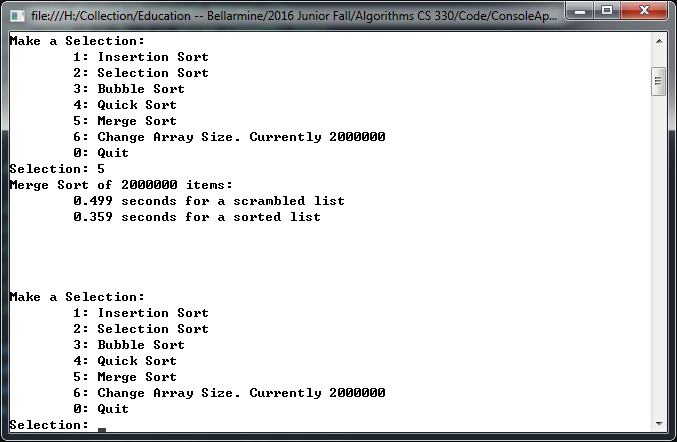 file:///H:/Collection/Education -- Bellarmine/2016 Junior Fall/Algorithms CS 330/Code/ConsoleAp...
Make a Selection:
1: Insertion Sort
2: Selection Sort
3: Bubble Sort
4: Quick Sort
5: Merge Sort
6: Change Array Size. Currently 2000000
0: Quit
Selection: 5
Merge Sort of 2000000 items:
0.499 seconds for a scrambled list
0.359 seconds for a sorted list
Make a Selection:
1: Insertion Sort
2: Selection Sort
3: Bubble Sort
4: Quick Sort
5: Merge Sort
6: Change Array Size. Currently 2000000
0: Quit
Selection: _